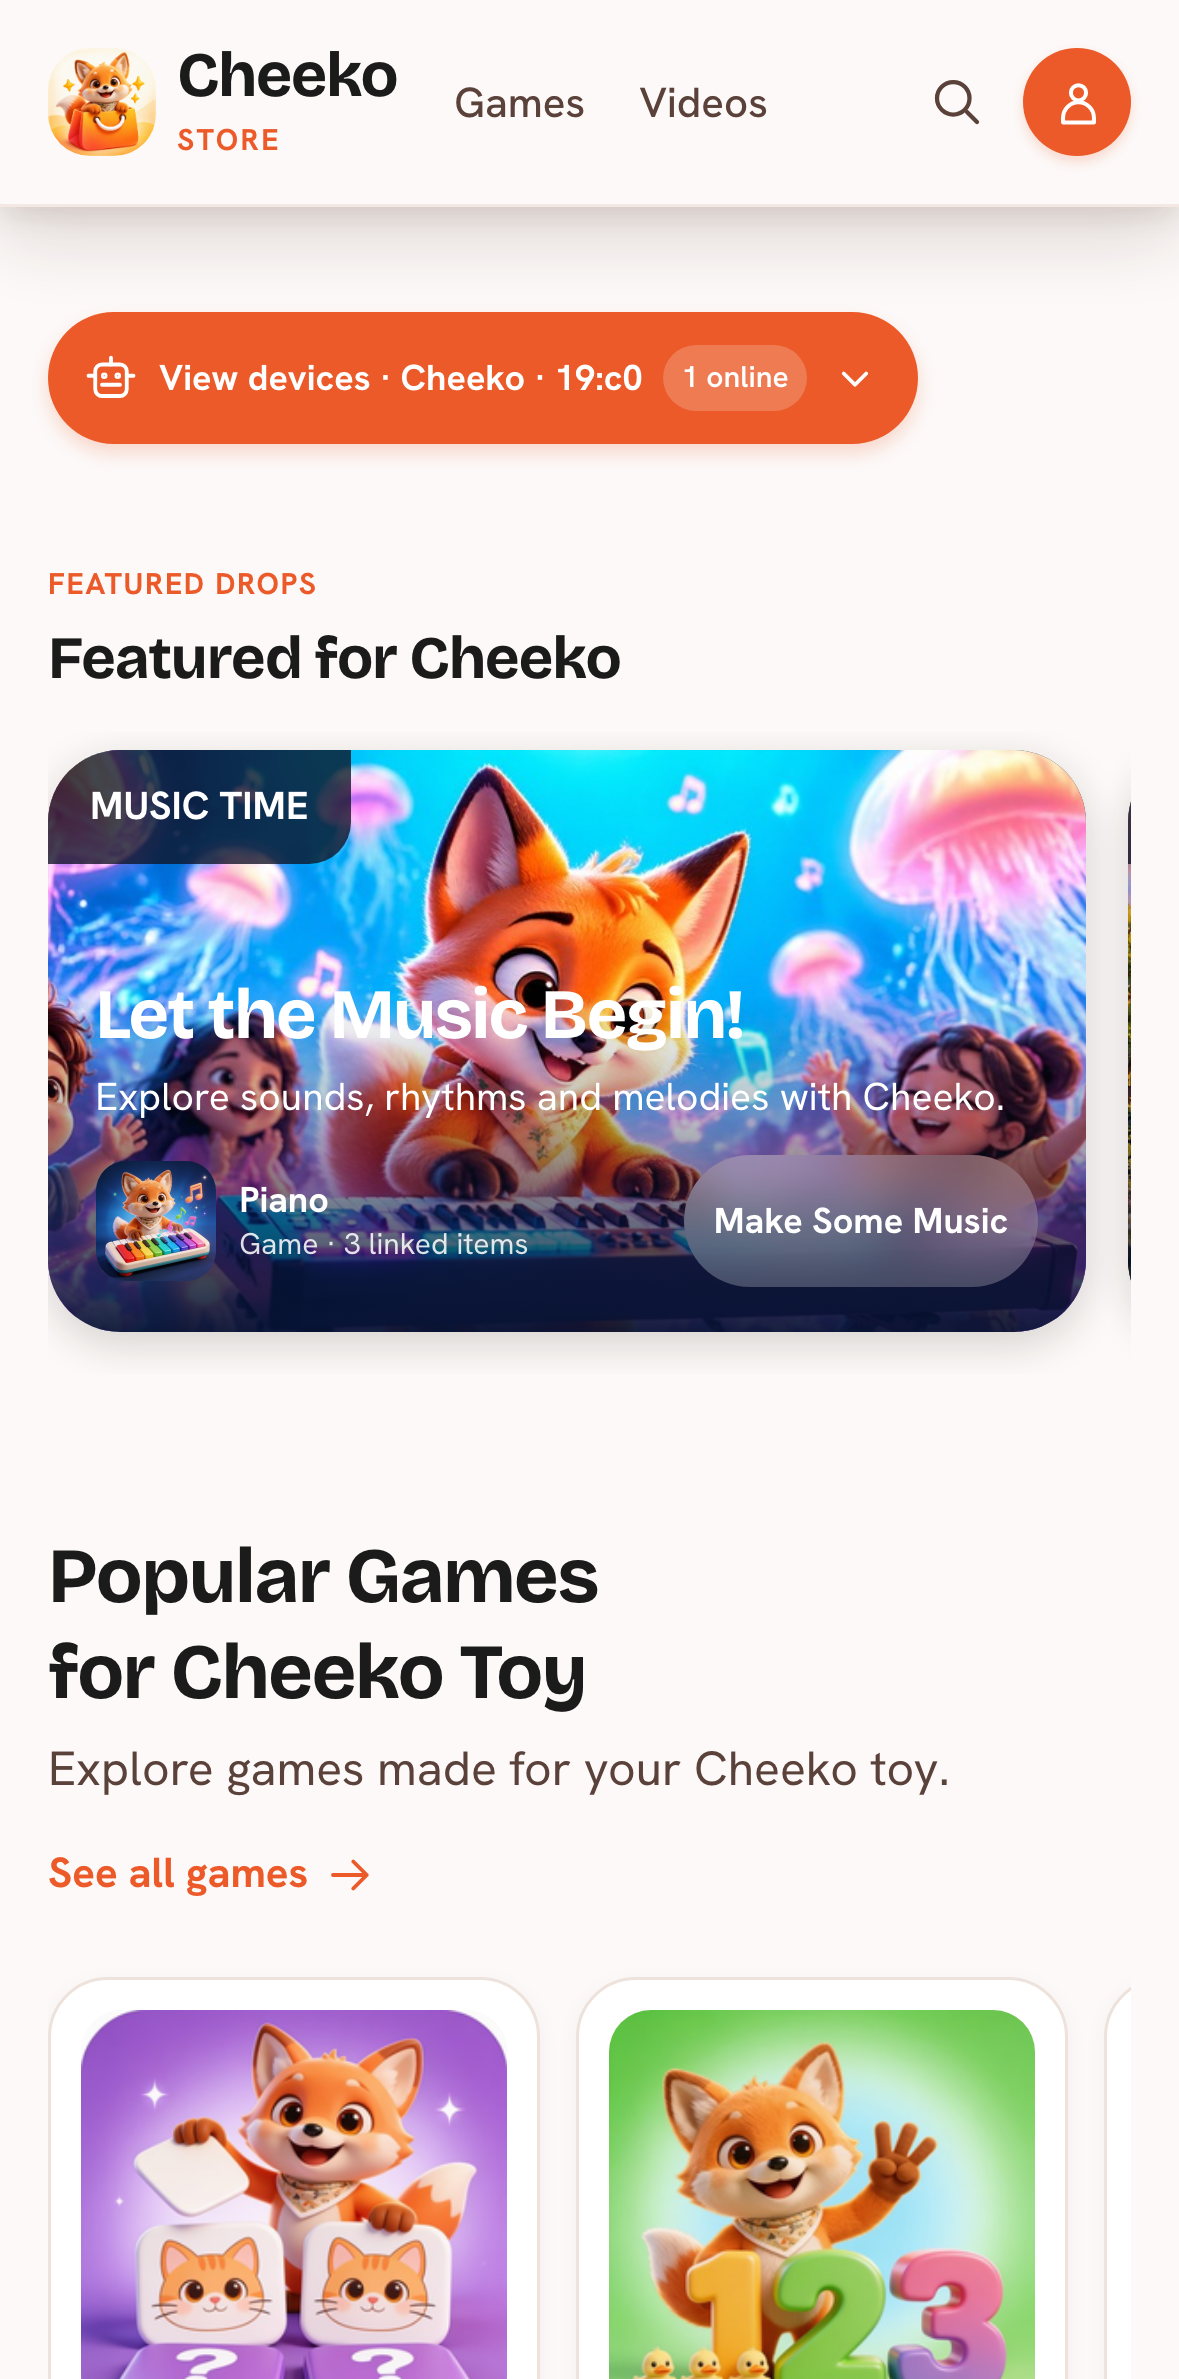 Cheeko
STORE
Games
Videos
View devices · Cheeko · 19:c0
1 online
FEATURED DROPS
Featured for Cheeko
MUSIC TIME
Let the Music Begin!
Explore sounds, rhythms and melodies with Cheeko.
Piano
Game · 3 linked items
Make Some Music
Popular Games
for Cheeko Toy
Explore games made for your Cheeko toy.
See all games →
? ?
123